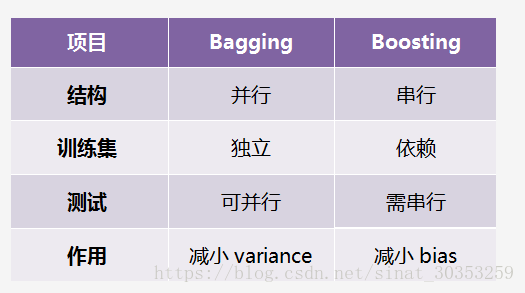 项目 Bagging Boosting
结构 并行 串行
训练集 独立 依赖
测试 可并行 需串行
作用 减小 variance 减小 bias
https://blog.csdn.net/sinat_30353259